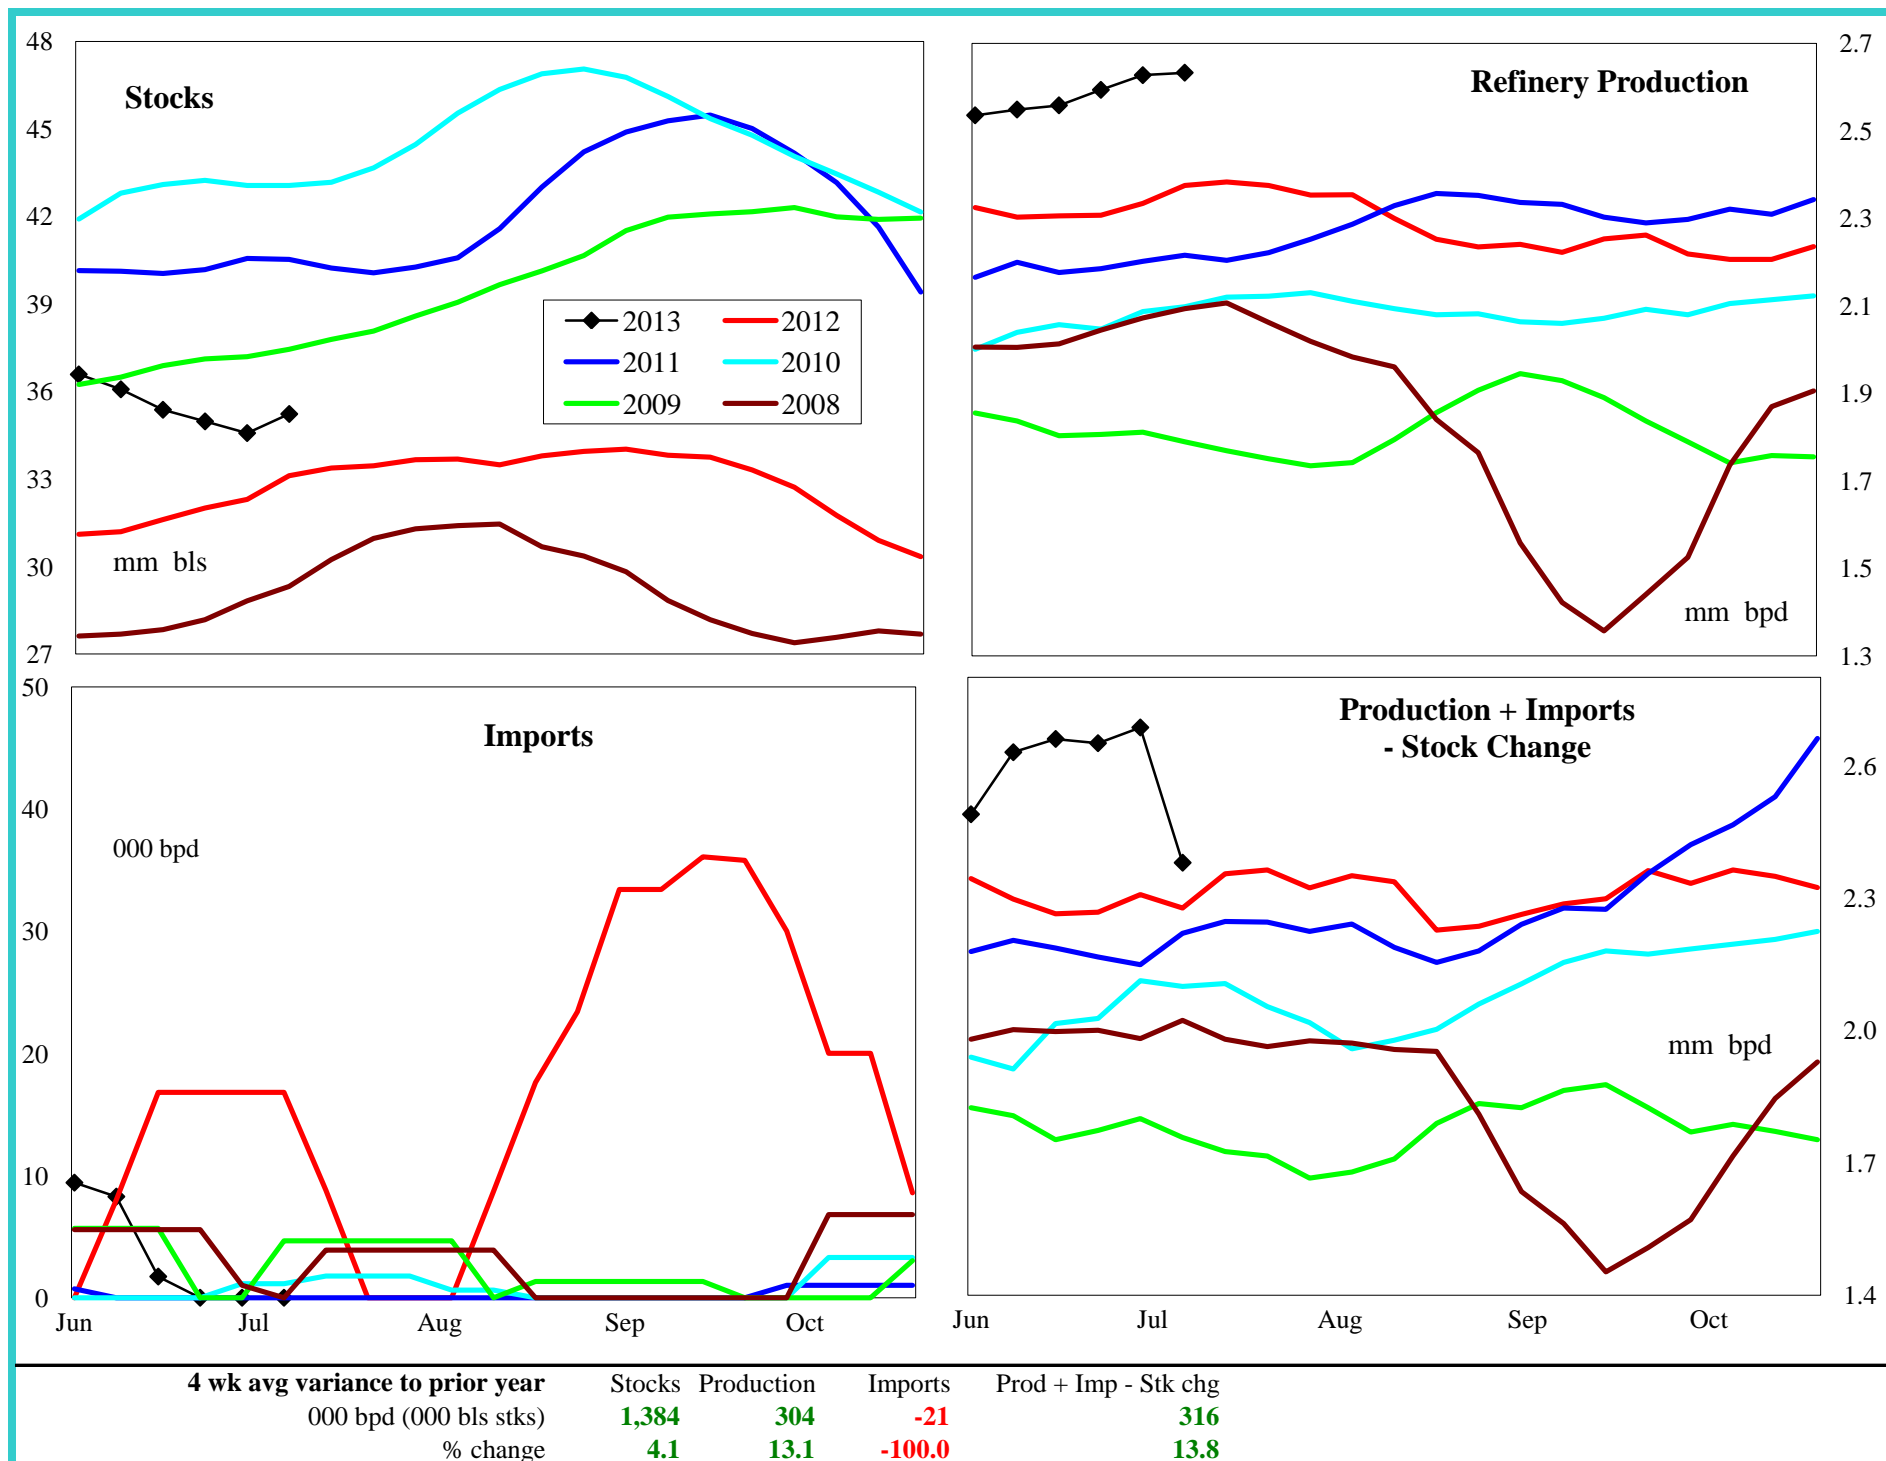 48
45
42
39
36
33
30
27
Stocks
mm bls
2013 2012
2011 2010
2009 2008
Refinery Production
mm bpd
2.7
2.5
2.3
2.1
1.9
1.7
1.5
1.3
50
40
30
20
10
0
Imports
000 bpd
Jun Jul Aug Sep Oct
Production + Imports
- Stock Change
mm bpd
2.6
2.3
2.0
1.7
1.4
Jun Jul Aug Sep Oct
4 wk avg variance to prior year Stocks Production Imports Prod + Imp - Stk chg
000 bpd (000 bls stks) 1,384 304 -21 316
% change 4.1 13.1 -100.0 13.8